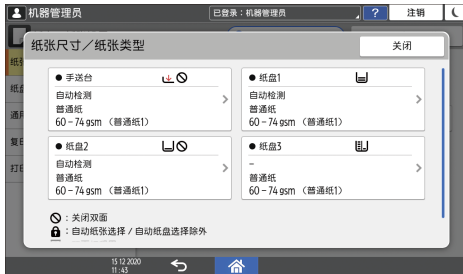 机器管理员
已登录：机器管理员
?
注销
纸张尺寸／纸张类型
关闭
● 手送台
自动检测
普通纸
60 – 74 gsm （普通纸1）
● 纸盘1
自动检测
普通纸
60 – 74 gsm （普通纸1）
● 纸盘2
自动检测
普通纸
60 – 74 gsm （普通纸1）
● 纸盘3
–
普通纸
60 – 74 gsm （普通纸1）
：关闭双面
：自动纸张选择 / 自动纸盘选择除外
15 12 2020
11 : 43